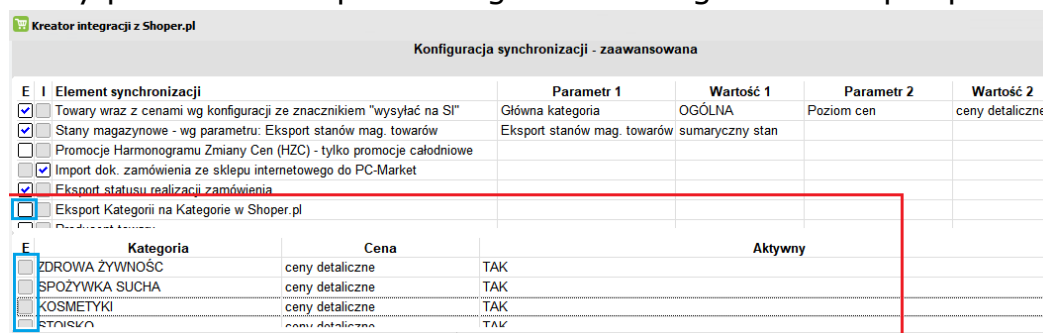 Kreator integracji z Shoper.pl
Konfiguracja synchronizacji - zaawansowana
E I Element synchronizacji Parametr 1 Wartość 1 Parametr 2 Wartość 2
Towary wraz z cenami wg konfiguracji ze znacznikiem "wysyłać na SI" Główna kategoria OGÓLNA Poziom cen ceny detaliczne
Stany magazynowe - wg parametru: Eksport stanów mag. towarów Eksport stanów mag. towarów sumaryczny stan
Promocje Harmonogramu Zmiany Cen (HZC) - tylko promocje całodniowe
Import dok. zamówienia ze sklepu internetowego do PC-Market
Eksport statusu realizacji zamówienia
Eksport Kategorii na Kategorie w Shoper.pl
E Kategoria Cena Aktywny
ZDROWA ŻYWNOŚC ceny detaliczne TAK
SPOŻYWKA SUCHA ceny detaliczne TAK
KOSMETYKI ceny detaliczne TAK
STOISKO ceny detaliczne TAK